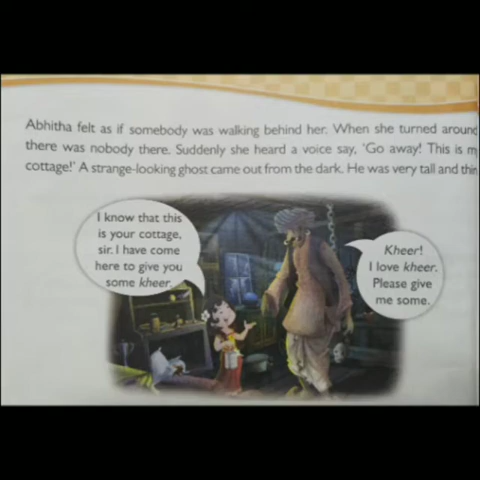 Abhitha felt as if somebody was walking behind her. When she turned around
there was nobody there. Suddenly she heard a voice say, 'Go away! This is
cottage!' A strange-looking ghost came out from the dark. He was very tall and
I know that this
is your cottage,
sir. I have come
here to give you
some kheer.
Kheer!
I love kheer.
Please give
me some.